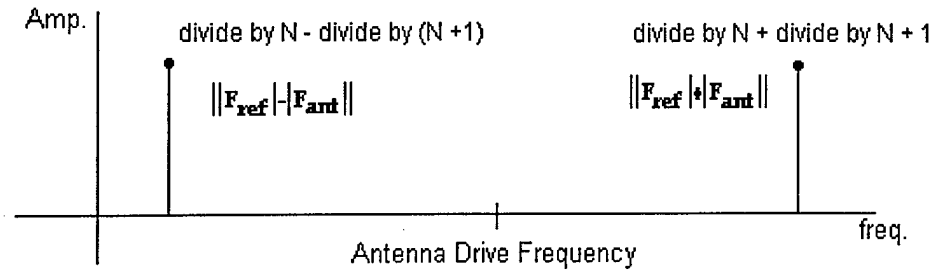 Amp.
divide by N - divide by (N +1)
divide by N + divide by N + 1
||Fref|-|Fant||
||Fref|+|Fant||
freq.
Antenna Drive Frequency